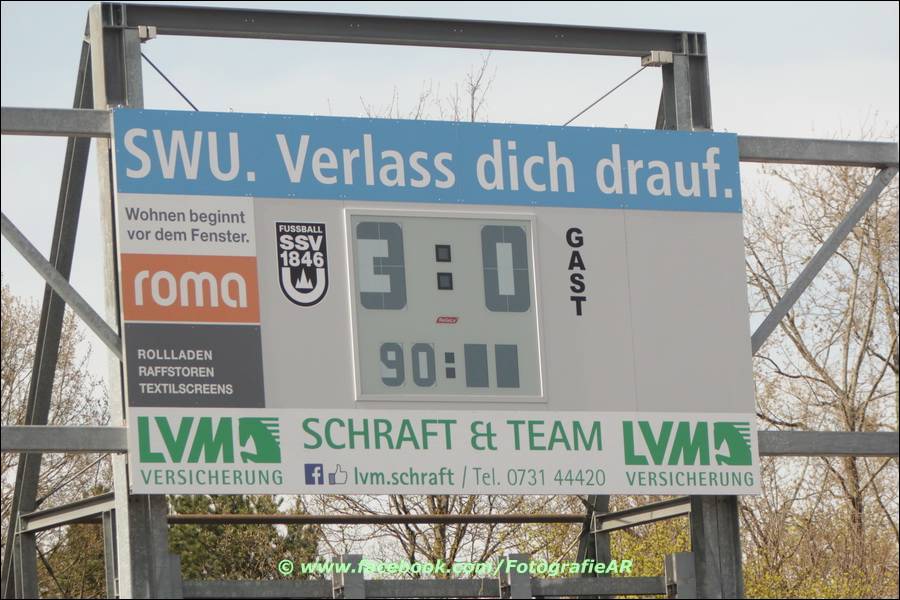 SWU. Verlass dich drauf.
Wohnen beginnt
vor dem Fenster.
roma
ROLLLADEN
RAFFSTOREN
TEXTILSCREENS
FUSSBALL
SSV
1846
3:0
90:
GAST
LVM
VERSICHERUNG
SCHRAFT & TEAM
lvm.schraft / Tel. 0731 44420
LVM
VERSICHERUNG
© www.facebook.com/FotografieAR